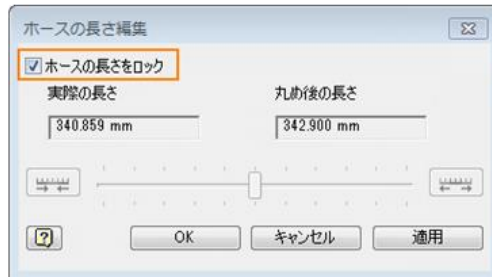 ホースの長さ編集
ホースの長さをロック
実際の長さ 丸め後の長さ
340.859 mm 342.900 mm
OK キャンセル 適用